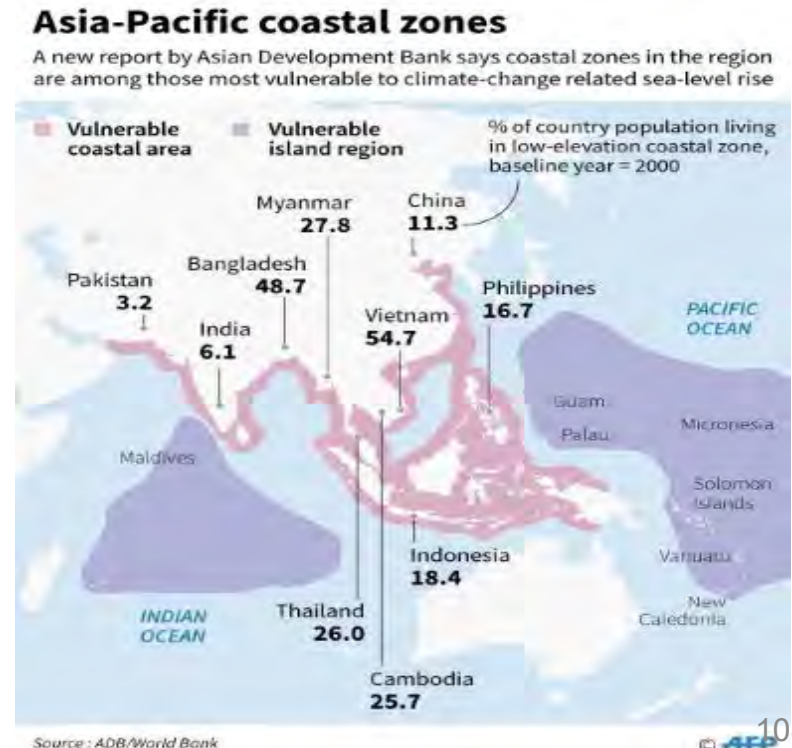 Asia-Pacific coastal zones
A new report by Asian Development Bank says coastal zones in the region
are among those most vulnerable to climate-change related sea-level rise
Vulnerable
coastal area
Vulnerable
island region
% of country population living
in low-elevation coastal zone,
baseline year = 2000
Myanmar
27.8
China
11.3
Bangladesh
48.7
Pakistan
3.2
India
6.1
Vietnam
54.7
Philippines
16.7
PACIFIC
OCEAN
Guam
Palau
Micronesia
Maldives
Solomon
Islands
Vanuatu
New
Caledonia
Indonesia
18.4
INDIAN
OCEAN
Thailand
26.0
Cambodia
25.7
Source : ADB/World Bank
© AFP
10